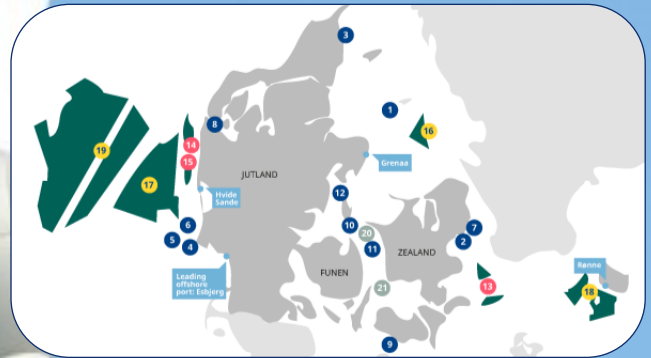 3
1
8
16
14
19
15
Grenaa
JUTLAND
17
12
Hvide
Sande
6
10
7
20
5
4
11
ZEALAND
2
Rønne
FUNEN
Leading
offshore
port: Esbjerg
21
13
18
9